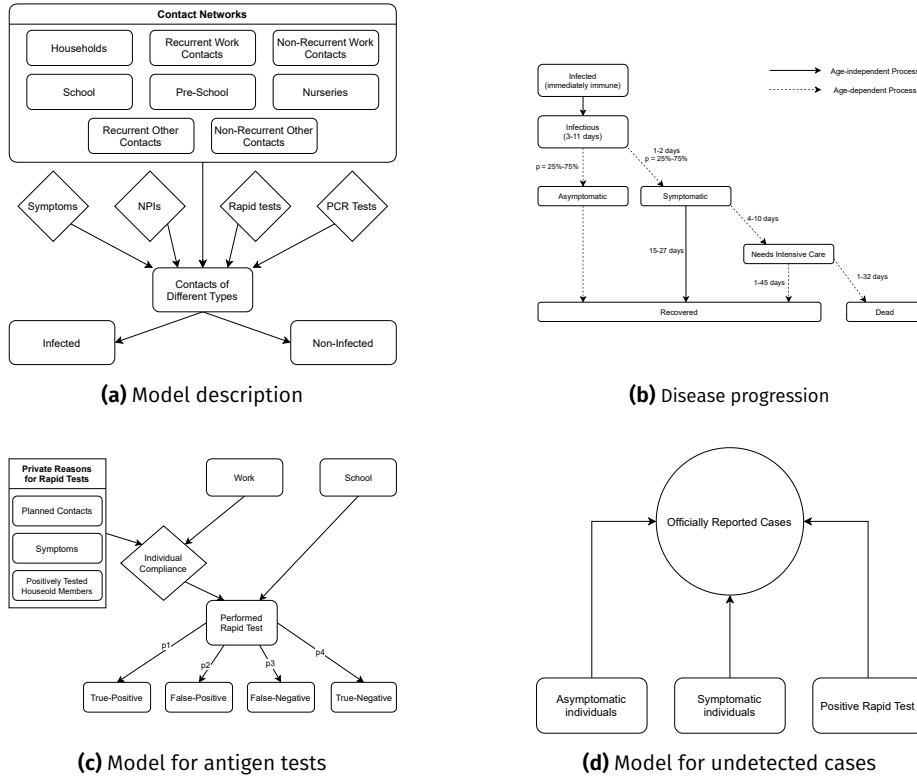 Contact Networks
Households
Recurrent Work
Contacts
Non-Recurrent Work
Contacts
School
Pre-School
Nurseries
Recurrent Other
Contacts
Non-Recurrent Other
Contacts
Symptoms
NPIs
Rapid tests
PCR Tests
Contacts of
Different Types
Infected
Non-Infected
(a) Model description
Infected
(immediately immune)
Age-independent Process
Age-dependent Process
Infectious
(3-11 days)
p = 25%-75%
1-2 days
p = 25%-75%
Asymptomatic
Symptomatic
4-10 days
15-27 days
Needs Intensive Care
1-45 days
1-32 days
Recovered
Dead
(b) Disease progression
Private Reasons
for Rapid Tests
Planned Contacts
Symptoms
Positively Tested
Househeold Members
Work
School
Individual
Compliance
Performed
Rapid Test
p1
p2
p3
p4
True-Positive
False-Positive
False-Negative
True-Negative
(c) Model for antigen tests
Officially Reported Cases
Asymptomatic
individuals
Symptomatic
individuals
Positive Rapid Test
(d) Model for undetected cases